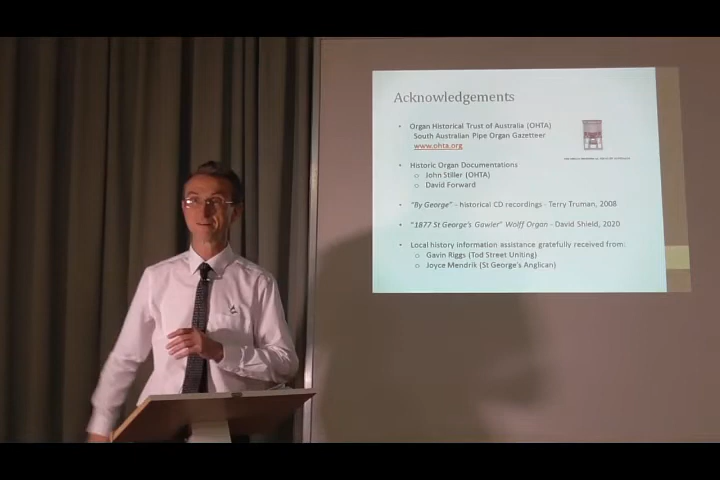 Acknowledgements
• Organ Historical Trust of Australia (OHTA)
South Australian Pipe Organ Gazetteer
www.ohta.org
• Historic Organ Documentations
o John Stiller (OHTA)
o David Forward
• "By George" - historical CD recordings - Terry Truman, 2008
• "1877 St George's Gawler" Wolff Organ - David Shield, 2020
• Local history information assistance gratefully received from:
o Gavin Riggs (Tod Street Uniting)
o Joyce Mendrik (St George's Anglican)